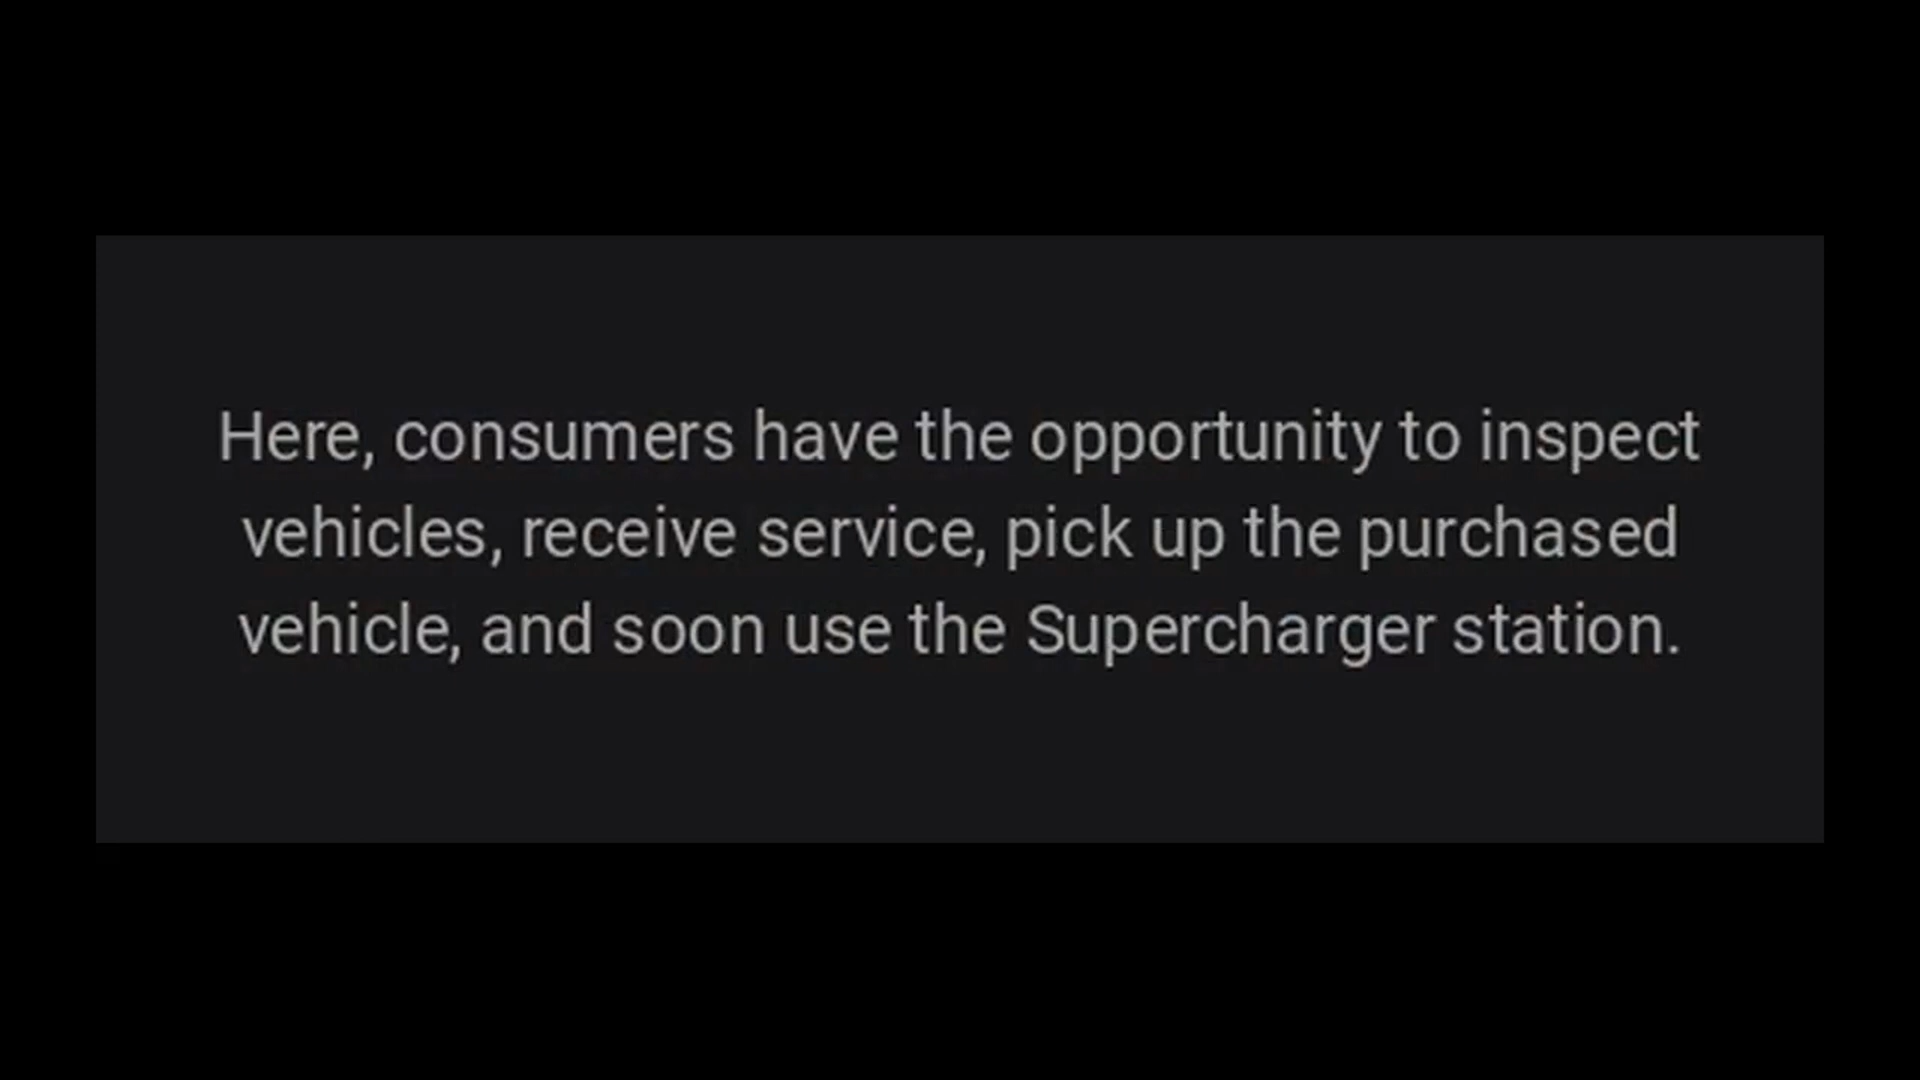 Here, consumers have the opportunity to inspect
vehicles, receive service, pick up the purchased
vehicle, and soon use the Supercharger station.